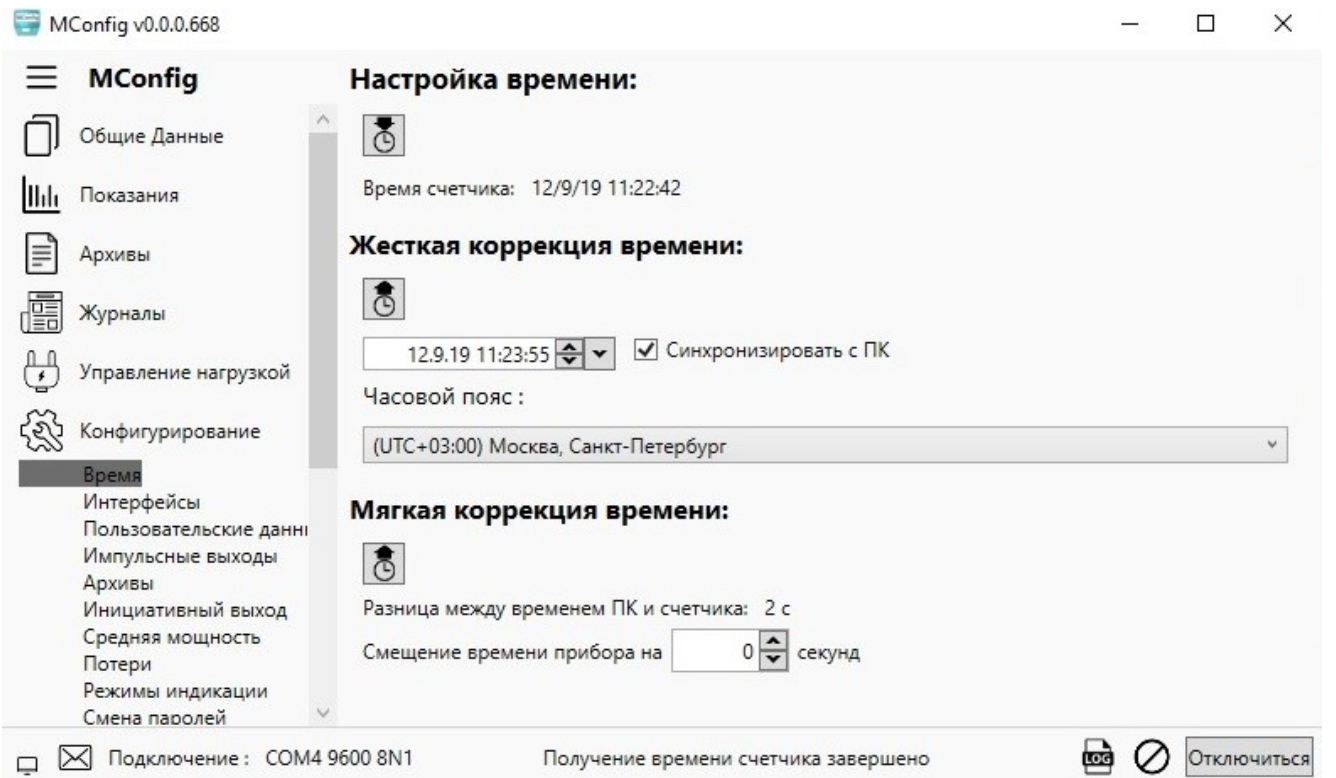 MConfig v0.0.0.668
MConfig
Общие Данные
Показания
Архивы
Журналы
Управление нагрузкой
Конфигурирование
Время
Интерфейсы
Пользовательские данн
Импульсные выходы
Архивы
Инициативный выход
Средняя мощность
Потери
Режимы индикации
Смена паролей
Настройка времени:
Время счетчика: 12/9/19 11:22:42
Жесткая коррекция времени:
12.9.19 11:23:55 Синхронизировать с ПК
Часовой пояс :
(UTC+03:00) Москва, Санкт-Петербург
Мягкая коррекция времени:
Разница между временем ПК и счетчика: 2 с
Смещение времени прибора на 0 секунд
Подключение : COM4 9600 8N1 Получение времени счетчика завершено LOG Отключиться